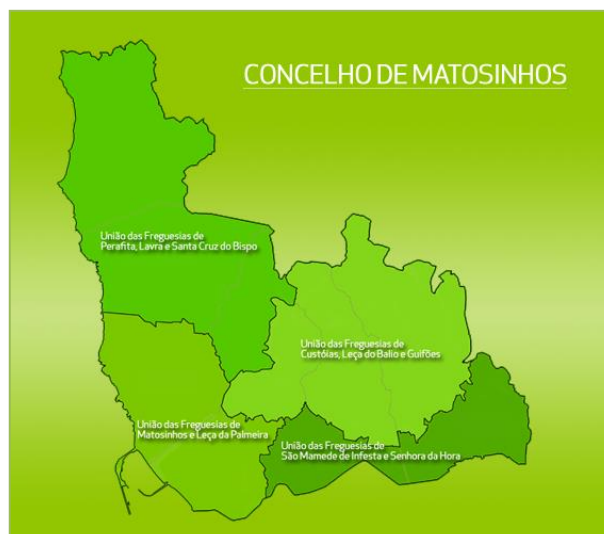 CONCELHO DE MATOSINHOS
União das Freguesias de
Perafita, Lavra e Santa Cruz do Bispo
União das Freguesias de
Custóias, Leça do Balio e Guifões
União das Freguesias de
Matosinhos e Leça da Palmeira
União das Freguesias de
São Mamede de Infesta e Senhora da Hora